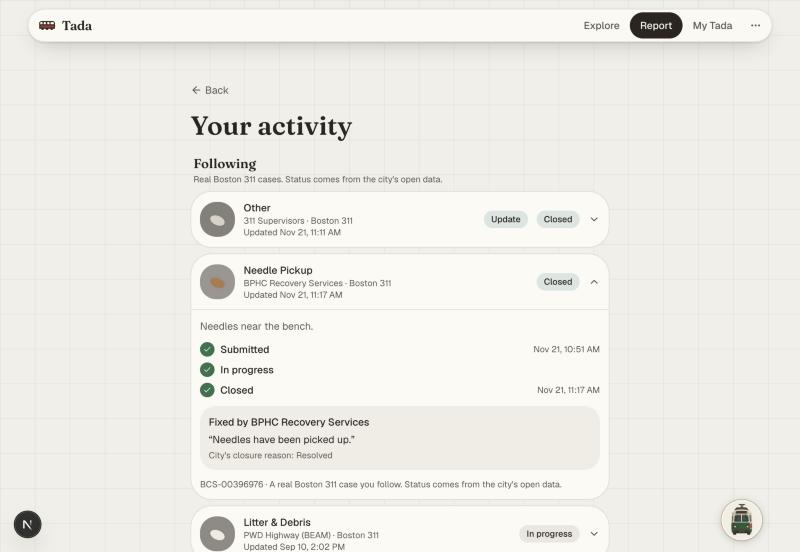 Tada
Explore
Report
My Tada
Back
Your activity
Following
Real Boston 311 cases. Status comes from the city's open data.
Other
311 Supervisors · Boston 311
Updated Nov 21, 11:11 AM
Update
Closed
Needle Pickup
BPHC Recovery Services · Boston 311
Updated Nov 21, 11:17 AM
Closed
Needles near the bench.
Submitted
Nov 21, 10:51 AM
In progress
Closed
Nov 21, 11:17 AM
Fixed by BPHC Recovery Services
“Needles have been picked up.”
City's closure reason: Resolved
BCS-00396976 · A real Boston 311 case you follow. Status comes from the city's open data.
Litter & Debris
PWD Highway (BEAM) · Boston 311
Updated Sep 10, 2:02 PM
In progress
N